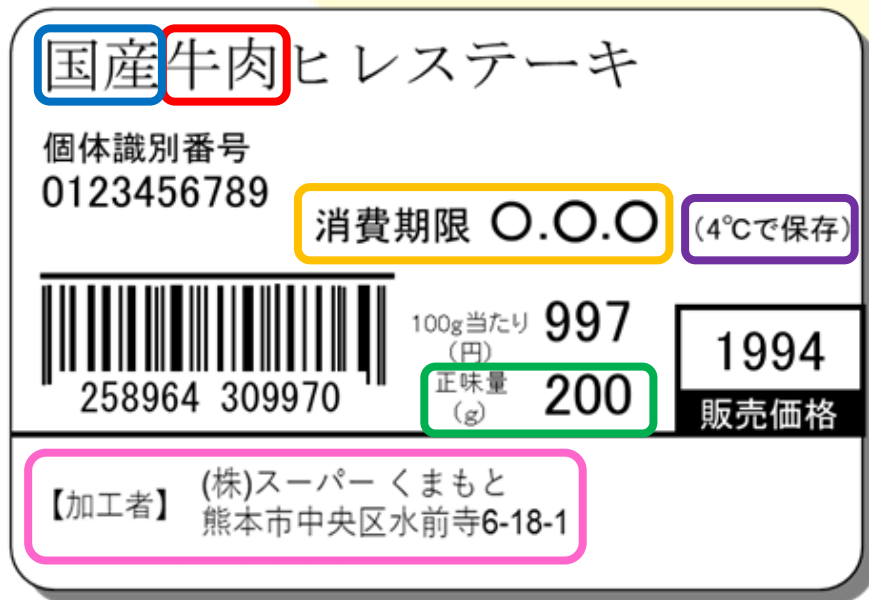 国産牛肉ヒレステーキ
個体識別番号
0123456789
消費期限 〇.〇.〇 (4℃で保存)
100g当たり 997
(円)
正味量 200
(g)
1994
販売価格
258964 309970
【加工者】 (株)スーパー くまもと
熊本市中央区水前寺6-18-1